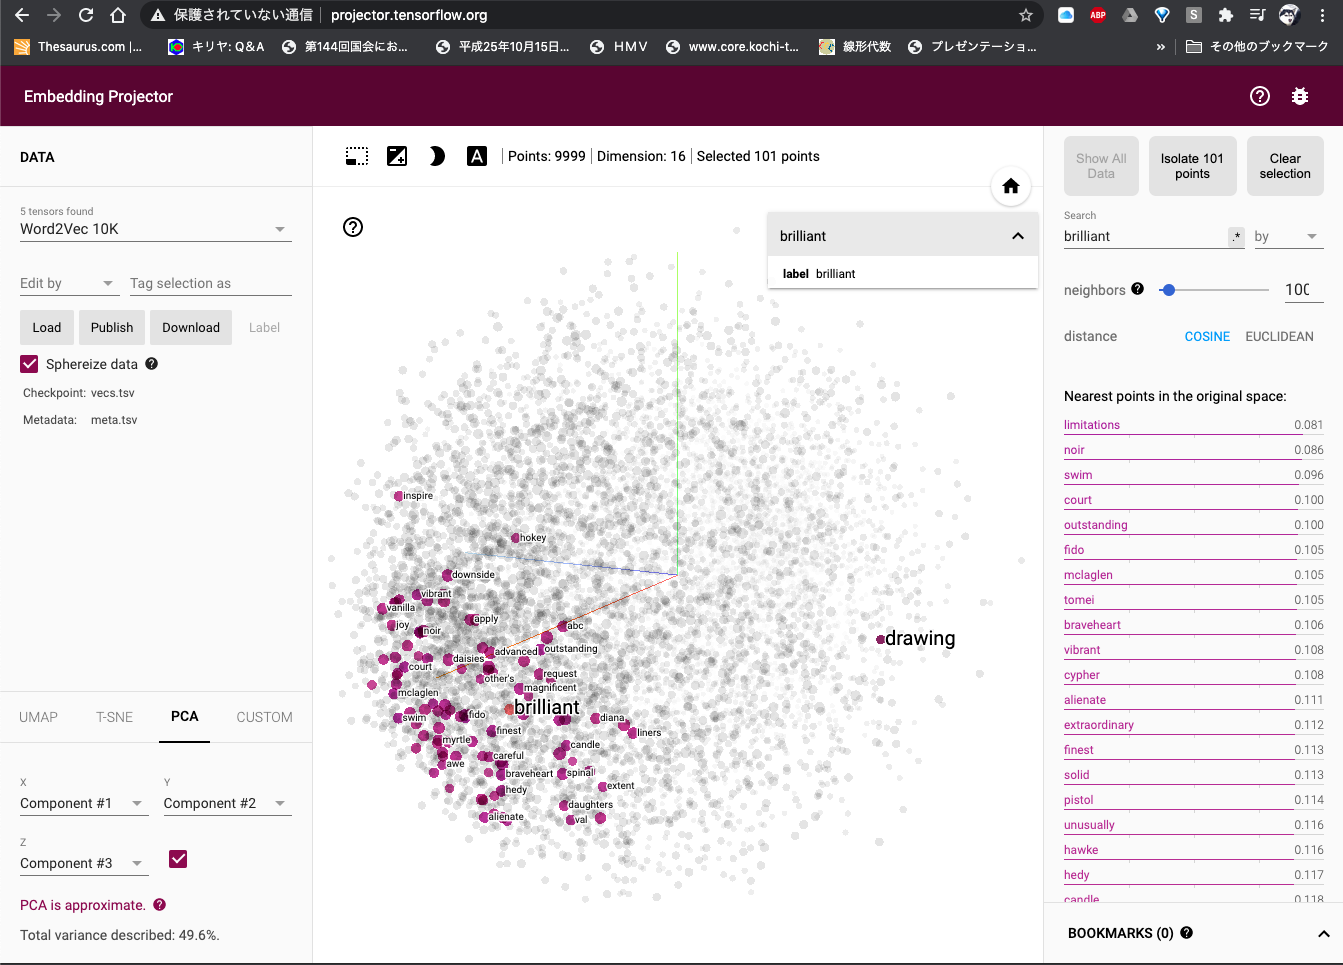 保護されていない通信 | projector.tensorflow.org
ABP
S
Thesaurus.com |...
キリヤ: Q&A
第144回国会にお...
平成25年10月15日...
HMV
www.core.kochi-t...
線形代数
プレゼンテーショ...
»
その他のブックマーク
Embedding Projector
DATA
5 tensors found
Word2Vec 10K
Edit by
Tag selection as
Load
Publish
Download
Label
Sphereize data
Checkpoint: vecs.tsv
Metadata: meta.tsv
UMAP
T-SNE
PCA
CUSTOM
X
Component #1
Y
Component #2
Z
Component #3
PCA is approximate.
Total variance described: 49.6%.
A
Points: 9999 | Dimension: 16 | Selected 101 points
brilliant
label brilliant
inspire
hokey
downside
vibrant
vanilla
joy
noir
apply
abc
outstanding
advanced
daisies
court
other's
request
magnificent
mclaglen
brilliant
drawing
swim
fido
diana
finest
liners
myrtle
candle
careful
awe
braveheart
spinal
extent
hedy
daughters
alienate
val
Show All Data
Isolate 101 points
Clear selection
Search
brilliant
.*
by
neighbors
100
distance
COSINE
EUCLIDEAN
Nearest points in the original space:
limitations 0.081
noir 0.086
swim 0.096
court 0.100
outstanding 0.100
fido 0.105
mclaglen 0.105
tomei 0.105
braveheart 0.106
vibrant 0.108
cypher 0.108
alienate 0.111
extraordinary 0.112
finest 0.113
solid 0.113
pistol 0.114
unusually 0.116
hawke 0.116
hedy 0.117
candle 0.118
BOOKMARKS (0)